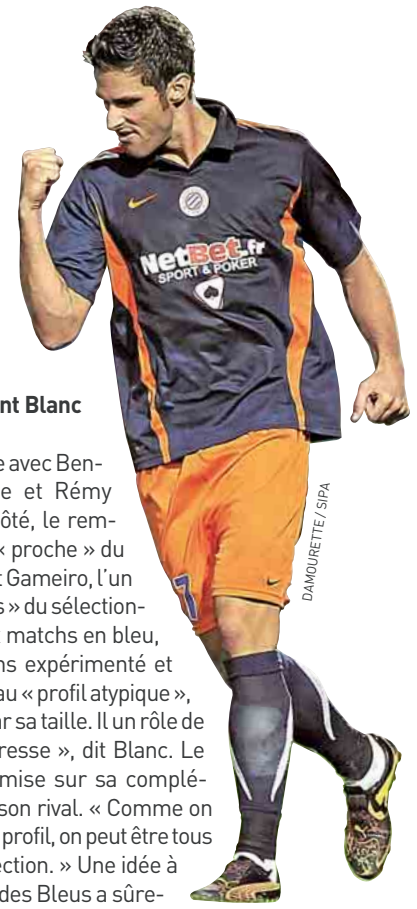 NetBet.fr
SPORT & POKER
7
DAMOURETTE / SIPA
nt Blanc
e avec Ben-
e et Rémy
ôté, le rem-
« proche » du
t Gameiro, l'un
s » du sélection-
t matchs en bleu,
ns expérimenté et
au « profil atypique »,
ar sa taille. Il un rôle de
resse », dit Blanc. Le
mise sur sa complé-
son rival. « Comme on
profil, on peut être tous
ection. » Une idée à
des Bleus a sûre-